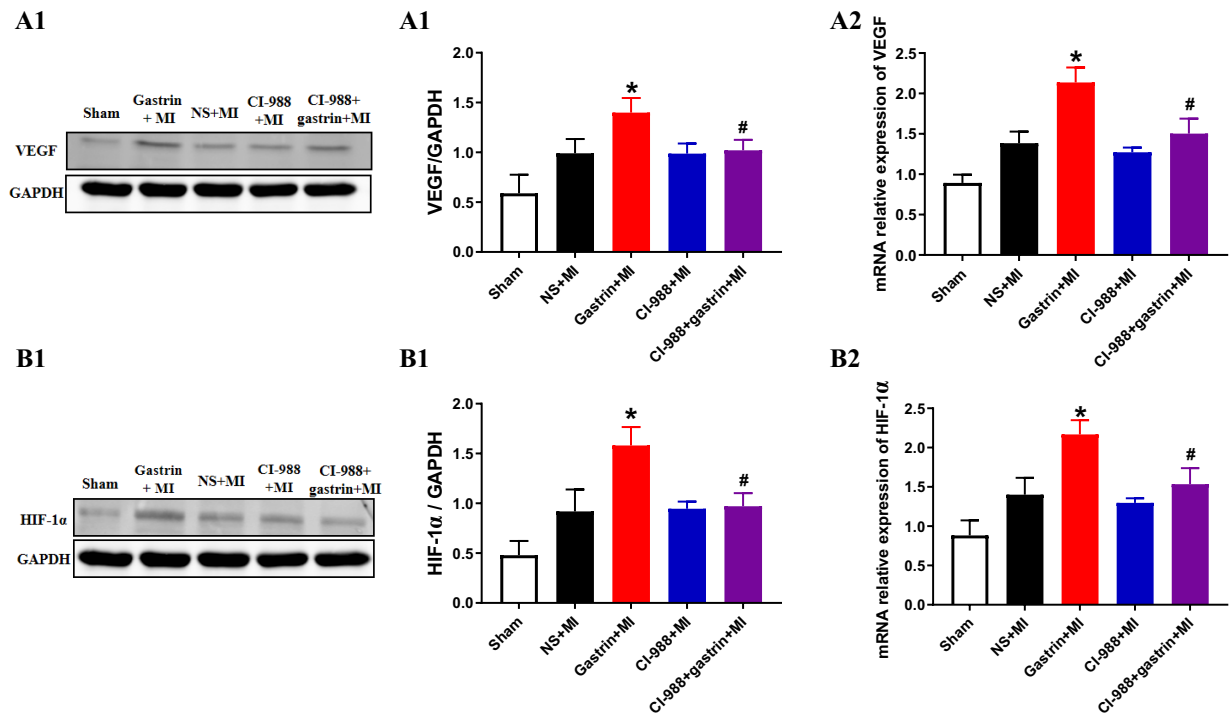 A1
Sham
Gastrin
+ MI
NS+MI
CI-988
+MI
CI-988+
gastrin+MI
VEGF
GAPDH
A1
VEGF/GAPDH
2.0
1.5
1.0
0.5
0.0
*
#
Sham
NS+MI
Gastrin+MI
CI-988+MI
CI-988+gastrin+MI
A2
mRNA relative expression of VEGF
2.5
2.0
1.5
1.0
0.5
0.0
*
#
Sham
NS+MI
Gastrin+MI
CI-988+MI
CI-988+gastrin+MI
B1
Sham
Gastrin
+ MI
NS+MI
CI-988
+MI
CI-988+
gastrin+MI
HIF-1α
GAPDH
B1
HIF-1α / GAPDH
2.0
1.5
1.0
0.5
0.0
*
#
Sham
NS+MI
Gastrin+MI
CI-988+MI
CI-988+gastrin+MI
B2
mRNA relative expression of HIF-1α
2.5
2.0
1.5
1.0
0.5
0.0
*
#
Sham
NS+MI
Gastrin+MI
CI-988+MI
CI-988+gastrin+MI